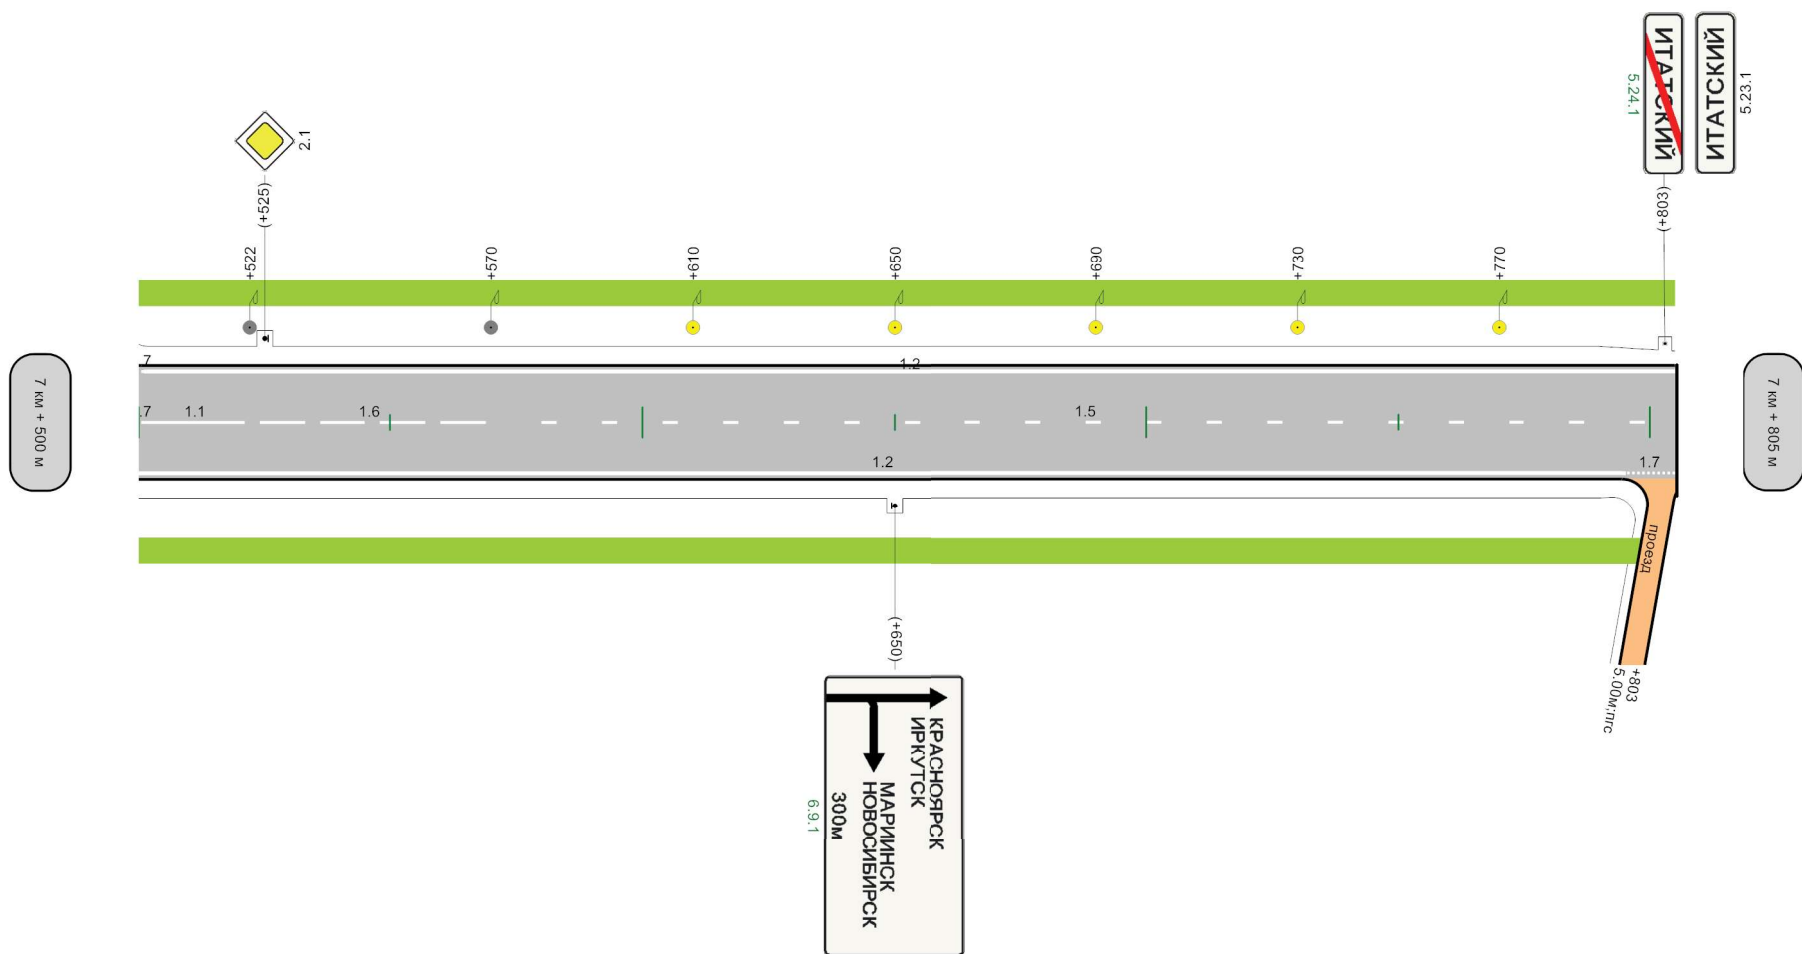 ИТАТСКИЙ
5.24.1
ИТАТСКИЙ
5.23.1
2.1
(+525)
(+803)
+522
+570
+610
+650
+690
+730
+770
7 км + 500 м
7
1.2
.7
1.1
1.6
1.5
1.2
1.7
7 км + 805 м
проезд
(+650)
+803
5.00м;пгс
КРАСНОЯРСК
ИРКУТСК
МАРИИНСК
НОВОСИБИРСК
300м
6.9.1